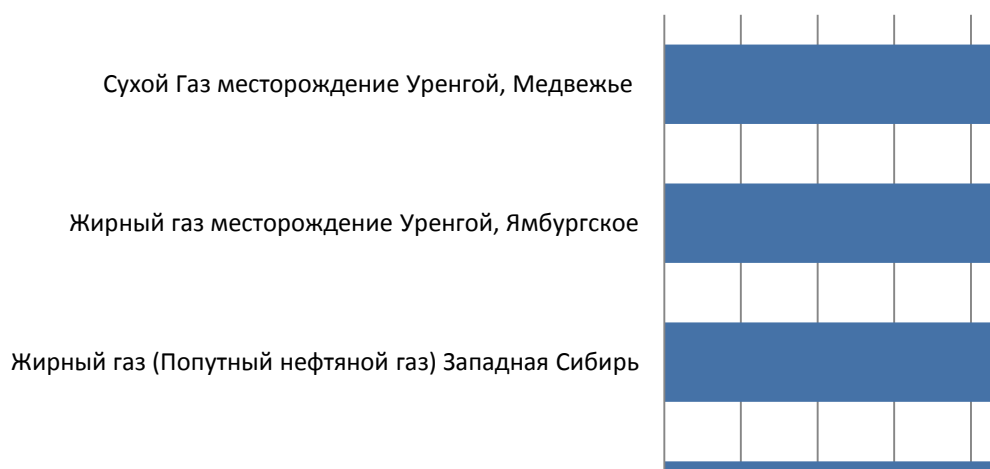 Сухой Газ месторождение Уренгой, Медвежье
Жирный газ месторождение Уренгой, Ямбургское
Жирный газ (Попутный нефтяной газ) Западная Сибирь